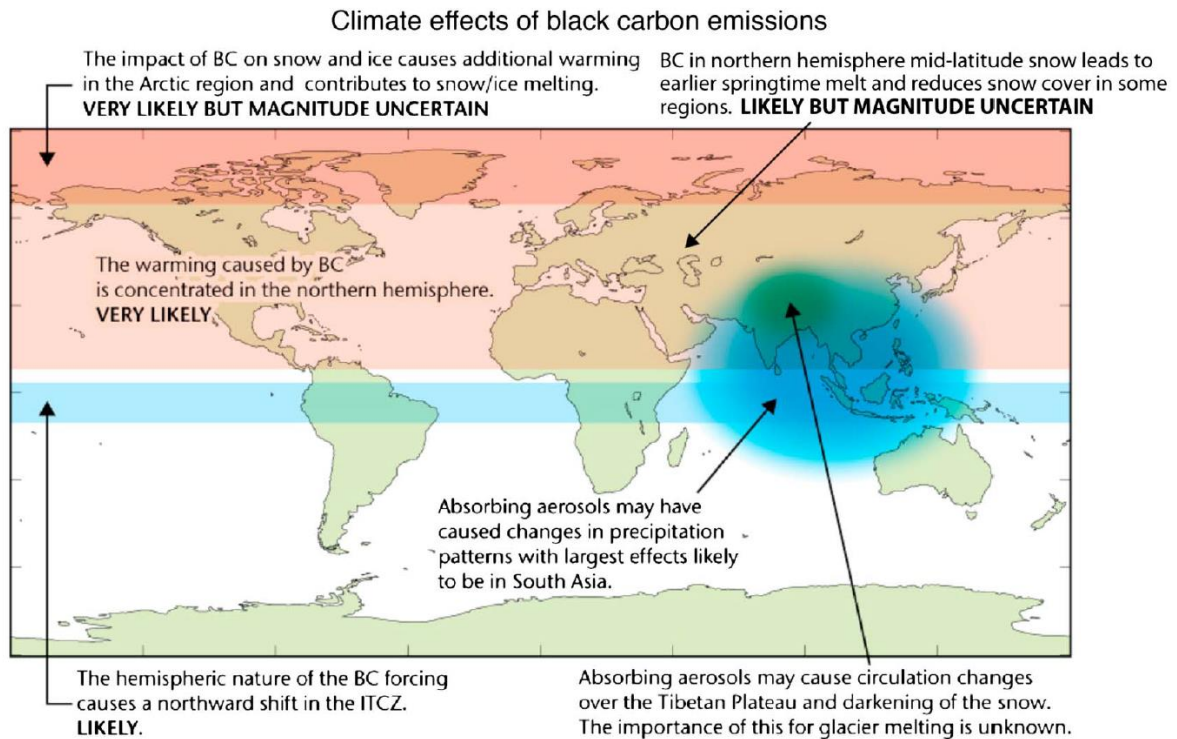 Climate effects of black carbon emissions
The impact of BC on snow and ice causes additional warming
in the Arctic region and contributes to snow/ice melting.
VERY LIKELY BUT MAGNITUDE UNCERTAIN
BC in northern hemisphere mid-latitude snow leads to
earlier springtime melt and reduces snow cover in some
regions. LIKELY BUT MAGNITUDE UNCERTAIN
The warming caused by BC
is concentrated in the northern hemisphere.
VERY LIKELY
Absorbing aerosols may have
caused changes in precipitation
patterns with largest effects likely
to be in South Asia.
The hemispheric nature of the BC forcing
causes a northward shift in the ITCZ.
LIKELY.
Absorbing aerosols may cause circulation changes
over the Tibetan Plateau and darkening of the snow.
The importance of this for glacier melting is unknown.